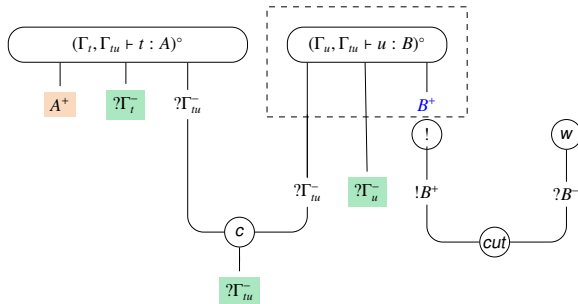 (Γₜ, Γₜᵤ ⊢ t : A)° (Γᵤ, Γₜᵤ ⊢ u : B)°
A⁺ ?Γₜ⁻ ?Γₜᵤ⁻ B⁺
! w
?Γₜᵤ⁻ ?Γᵤ⁻ !B⁺ ?B⁻
c cut
?Γₜᵤ⁻